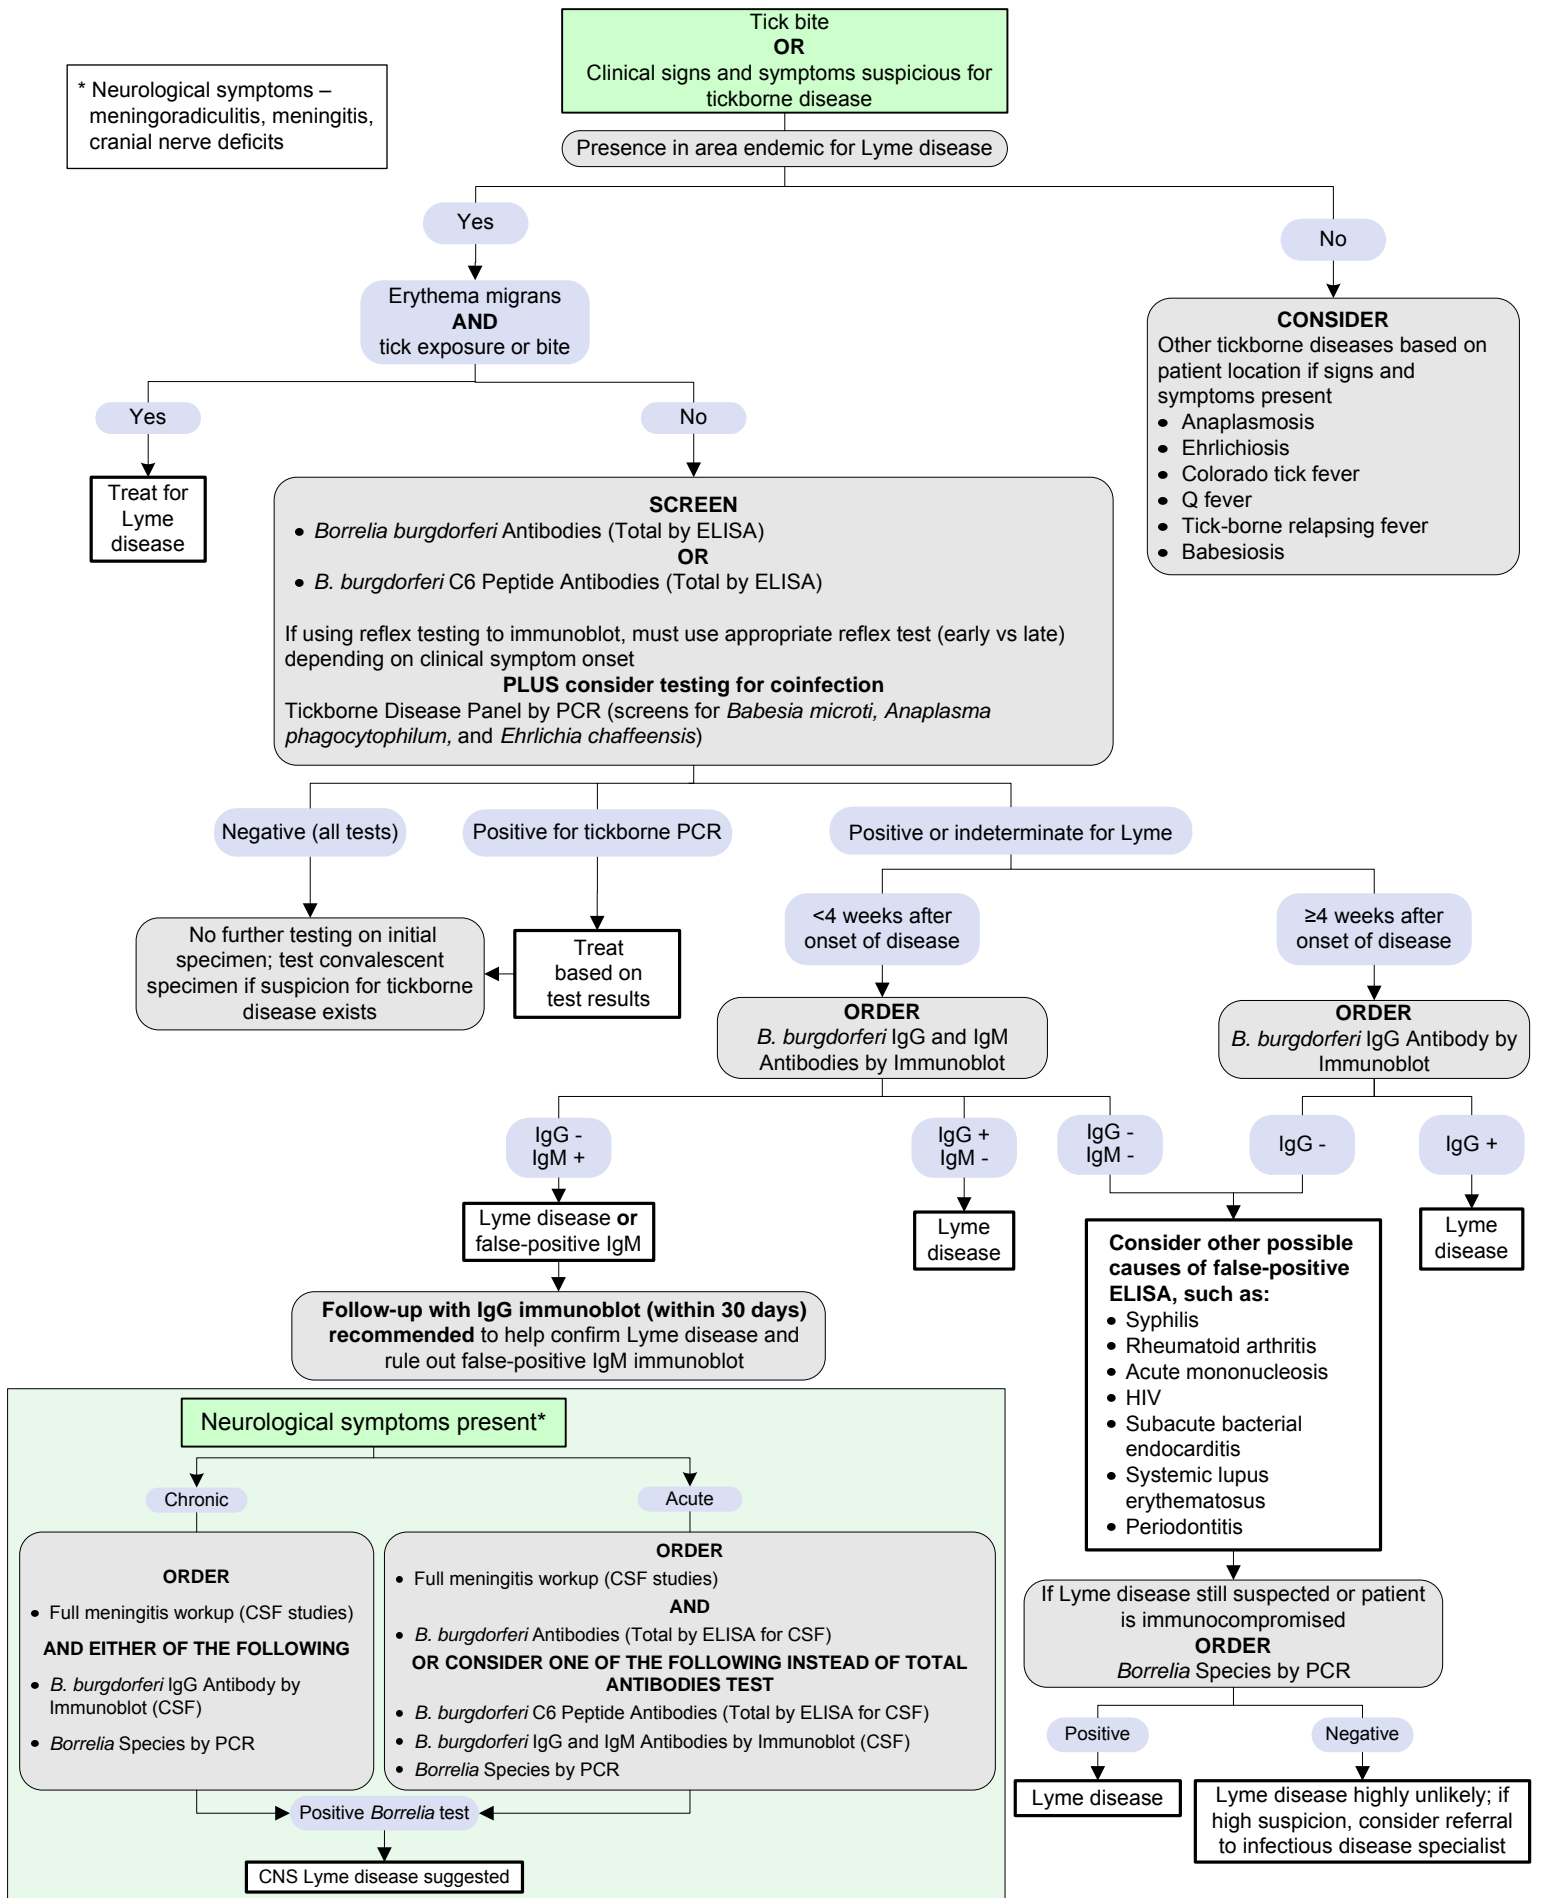 Tick bite
OR
Clinical signs and symptoms suspicious for
tickborne disease
* Neurological symptoms –
meningoradiculitis, meningitis,
cranial nerve deficits
Presence in area endemic for Lyme disease
Yes
No
Erythema migrans
AND
tick exposure or bite
CONSIDER
Other tickborne diseases based on
patient location if signs and
symptoms present
• Anaplasmosis
• Ehrlichiosis
• Colorado tick fever
• Q fever
• Tick-borne relapsing fever
• Babesiosis
Yes
No
Treat for
Lyme
disease
SCREEN
• Borrelia burgdorferi Antibodies (Total by ELISA)
OR
• B. burgdorferi C6 Peptide Antibodies (Total by ELISA)
If using reflex testing to immunoblot, must use appropriate reflex test (early vs late)
depending on clinical symptom onset
PLUS consider testing for coinfection
Tickborne Disease Panel by PCR (screens for Babesia microti, Anaplasma
phagocytophilum, and Ehrlichia chaffeensis)
Negative (all tests)
Positive for tickborne PCR
Positive or indeterminate for Lyme
<4 weeks after
onset of disease
≥4 weeks after
onset of disease
No further testing on initial
specimen; test convalescent
specimen if suspicion for tickborne
disease exists
Treat
based on
test results
ORDER
B. burgdorferi IgG and IgM
Antibodies by Immunoblot
ORDER
B. burgdorferi IgG Antibody by
Immunoblot
IgG -
IgM +
IgG +
IgM -
IgG -
IgM -
IgG -
IgG +
Lyme disease or
false-positive IgM
Lyme
disease
Lyme
disease
Consider other possible
causes of false-positive
ELISA, such as:
• Syphilis
• Rheumatoid arthritis
• Acute mononucleosis
• HIV
• Subacute bacterial
endocarditis
• Systemic lupus
erythematosus
• Periodontitis
Follow-up with IgG immunoblot (within 30 days)
recommended to help confirm Lyme disease and
rule out false-positive IgM immunoblot
Neurological symptoms present*
Chronic
Acute
ORDER
• Full meningitis workup (CSF studies)
AND EITHER OF THE FOLLOWING
• B. burgdorferi IgG Antibody by
Immunoblot (CSF)
• Borrelia Species by PCR
ORDER
• Full meningitis workup (CSF studies)
AND
• B. burgdorferi Antibodies (Total by ELISA for CSF)
OR CONSIDER ONE OF THE FOLLOWING INSTEAD OF TOTAL
ANTIBODIES TEST
• B. burgdorferi C6 Peptide Antibodies (Total by ELISA for CSF)
• B. burgdorferi IgG and IgM Antibodies by Immunoblot (CSF)
• Borrelia Species by PCR
Positive Borrelia test
CNS Lyme disease suggested
If Lyme disease still suspected or patient
is immunocompromised
ORDER
Borrelia Species by PCR
Positive
Negative
Lyme disease
Lyme disease highly unlikely; if
high suspicion, consider referral
to infectious disease specialist